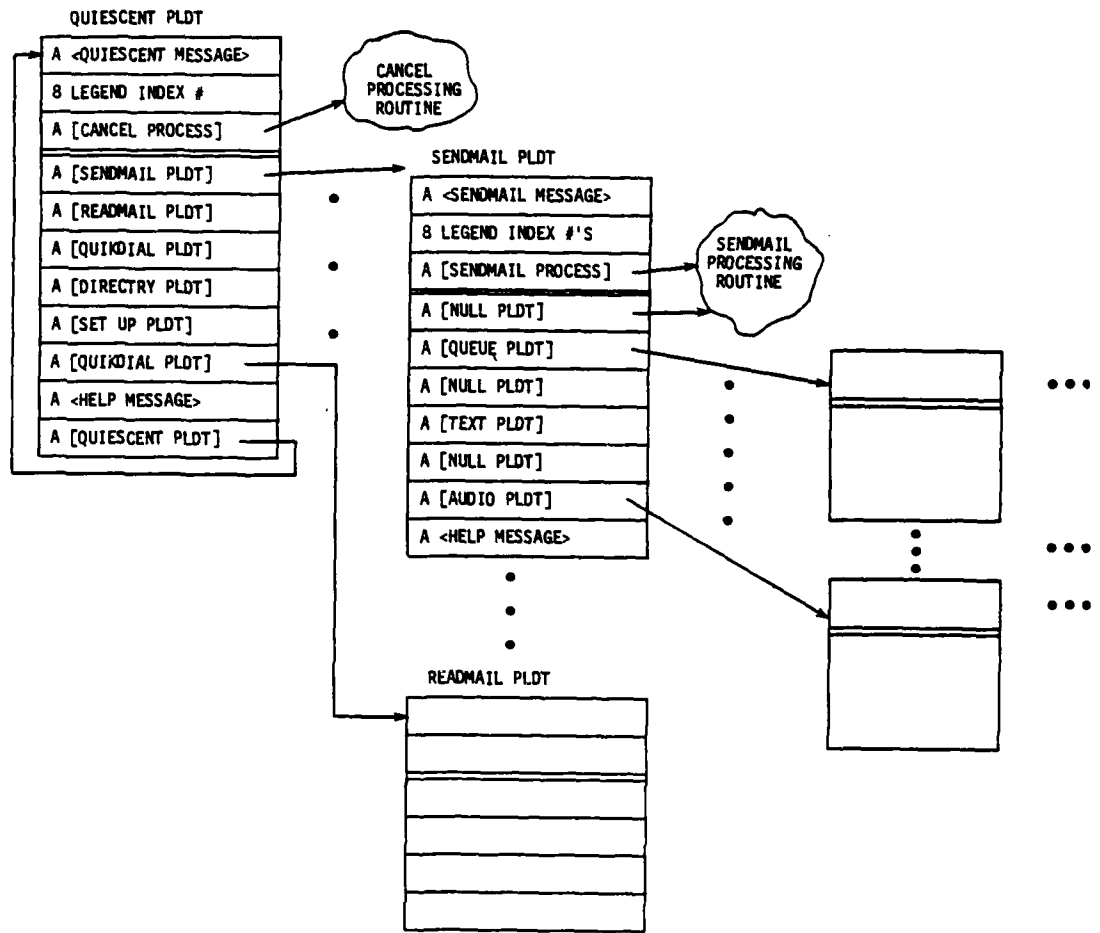 QUIESCENT PLDT
A <QUIESCENT MESSAGE>
8 LEGEND INDEX #
A [CANCEL PROCESS]
A [SENDMAIL PLDT]
A [READMAIL PLDT]
A [QUIKDIAL PLDT]
A [DIRECTRY PLDT]
A [SET UP PLDT]
A [QUIKDIAL PLDT]
A <HELP MESSAGE>
A [QUIESCENT PLDT]
CANCEL
PROCESSING
ROUTINE
SENDMAIL PLDT
A <SENDMAIL MESSAGE>
8 LEGEND INDEX #'S
A [SENDMAIL PROCESS]
A [NULL PLDT]
A [QUEUE PLDT]
A [NULL PLDT]
A [TEXT PLDT]
A [NULL PLDT]
A [AUDIO PLDT]
A <HELP MESSAGE>
SENDMAIL
PROCESSING
ROUTINE
READMAIL PLDT